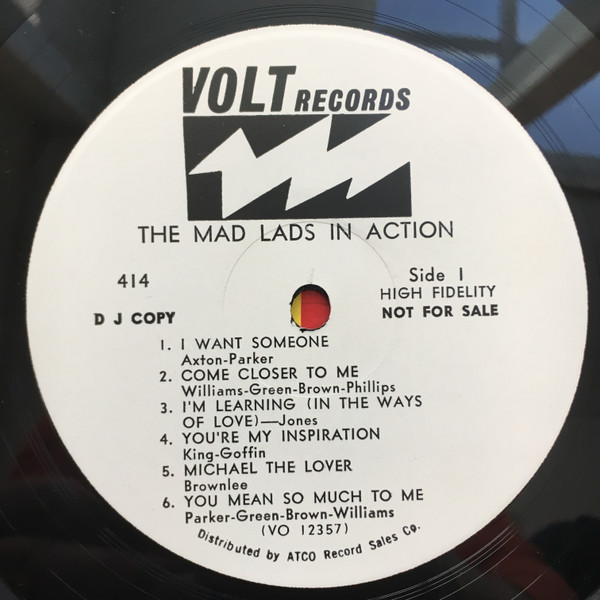 VOLT RECORDS
THE MAD LADS IN ACTION
414
Side 1
HIGH FIDELITY
D J COPY
NOT FOR SALE
1. I WANT SOMEONE
Axton-Parker
2. COME CLOSER TO ME
Williams-Green-Brown-Phillips
3. I'M LEARNING (IN THE WAYS
OF LOVE)—Jones
4. YOU'RE MY INSPIRATION
King-Goffin
5. MICHAEL THE LOVER
Brownlee
6. YOU MEAN SO MUCH TO ME
Parker-Green-Brown-Williams
(VO 12357)
Distributed by ATCO Record Sales Co.